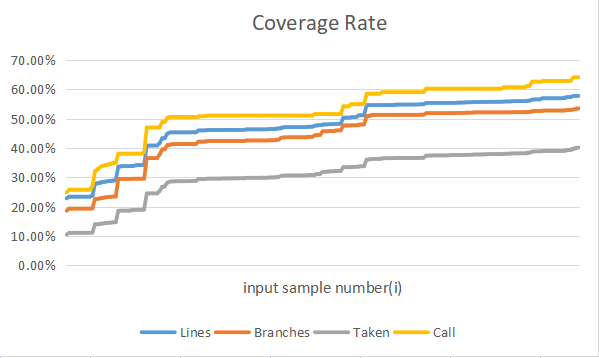 Coverage Rate
70.00%
60.00%
50.00%
40.00%
30.00%
20.00%
10.00%
0.00%
input sample number(i)
Lines Branches Taken Call